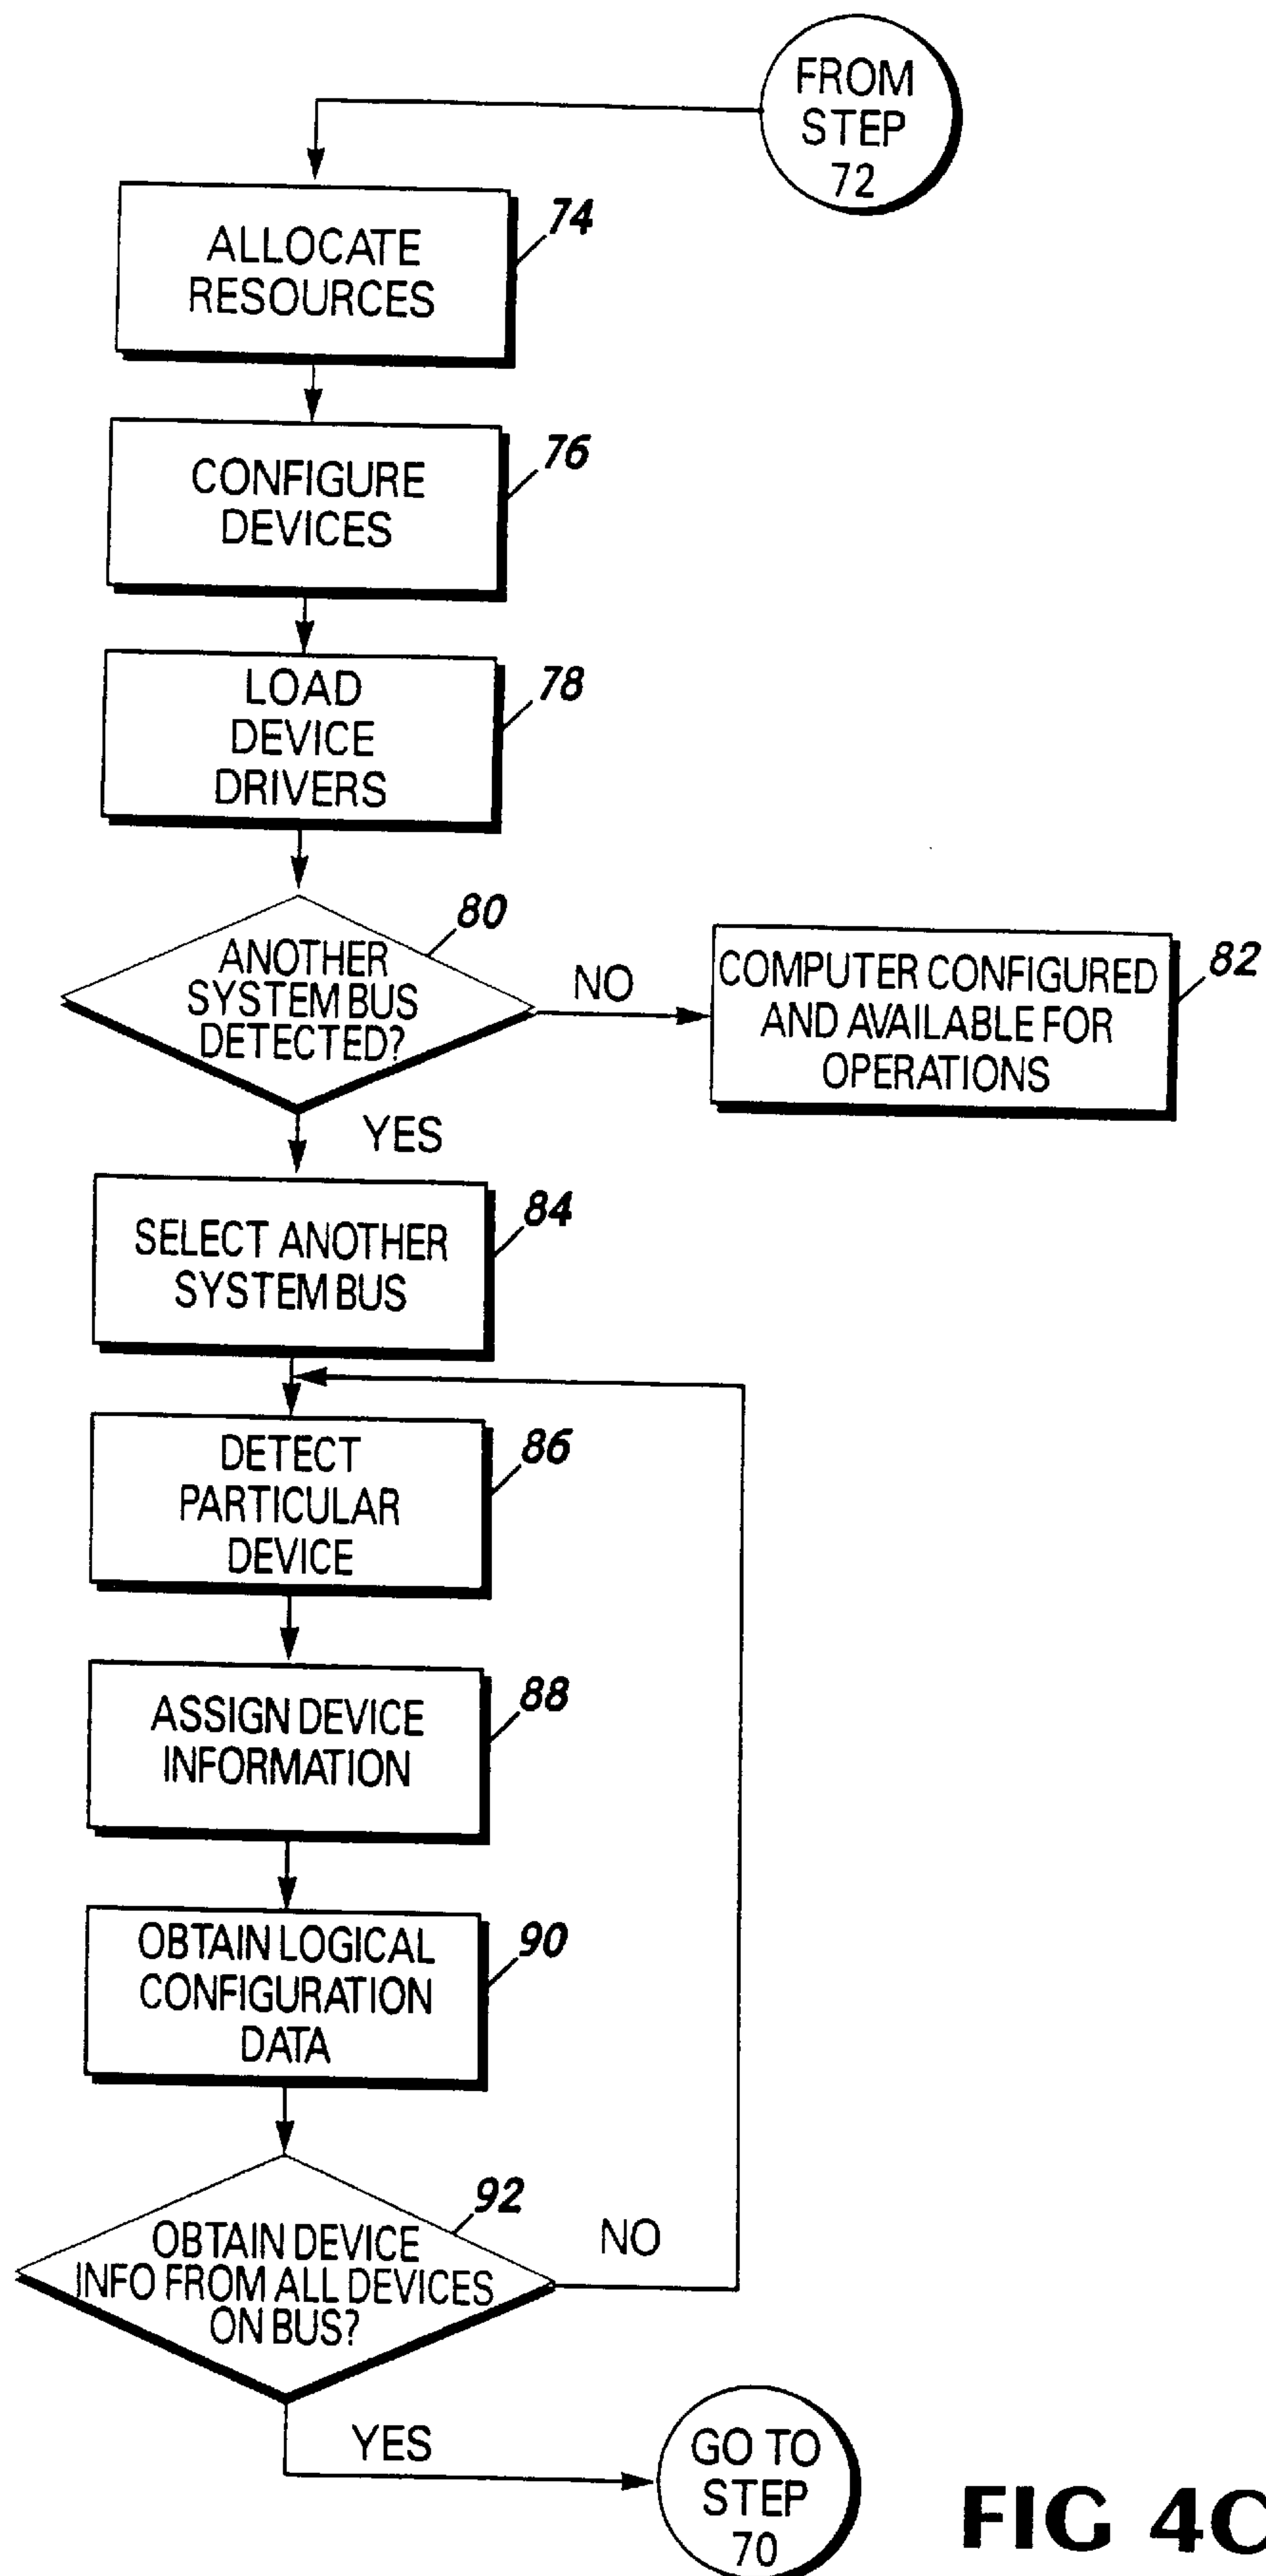 FROM
STEP
72
ALLOCATE
RESOURCES
74
CONFIGURE
DEVICES
76
LOAD
DEVICE
DRIVERS
78
ANOTHER
SYSTEM BUS
DETECTED?
80
NO
COMPUTER CONFIGURED
AND AVAILABLE FOR
OPERATIONS
82
YES
SELECT ANOTHER
SYSTEM BUS
84
DETECT
PARTICULAR
DEVICE
86
ASSIGN DEVICE
INFORMATION
88
OBTAIN LOGICAL
CONFIGURATION
DATA
90
OBTAIN DEVICE
INFO FROM ALL DEVICES
ON BUS?
92
NO
YES
GO TO
STEP
70
FIG 4C